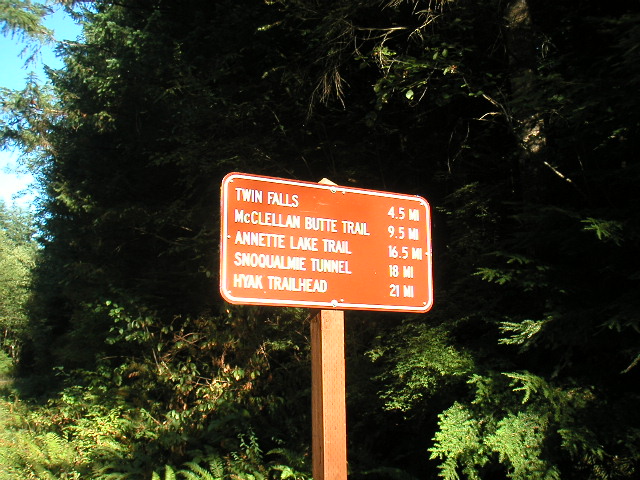 TWIN FALLS 4.5 MI
McCLELLAN BUTTE TRAIL 9.5 MI
ANNETTE LAKE TRAIL 16.5 MI
SNOQUALMIE TUNNEL 18 MI
HYAK TRAILHEAD 21 MI